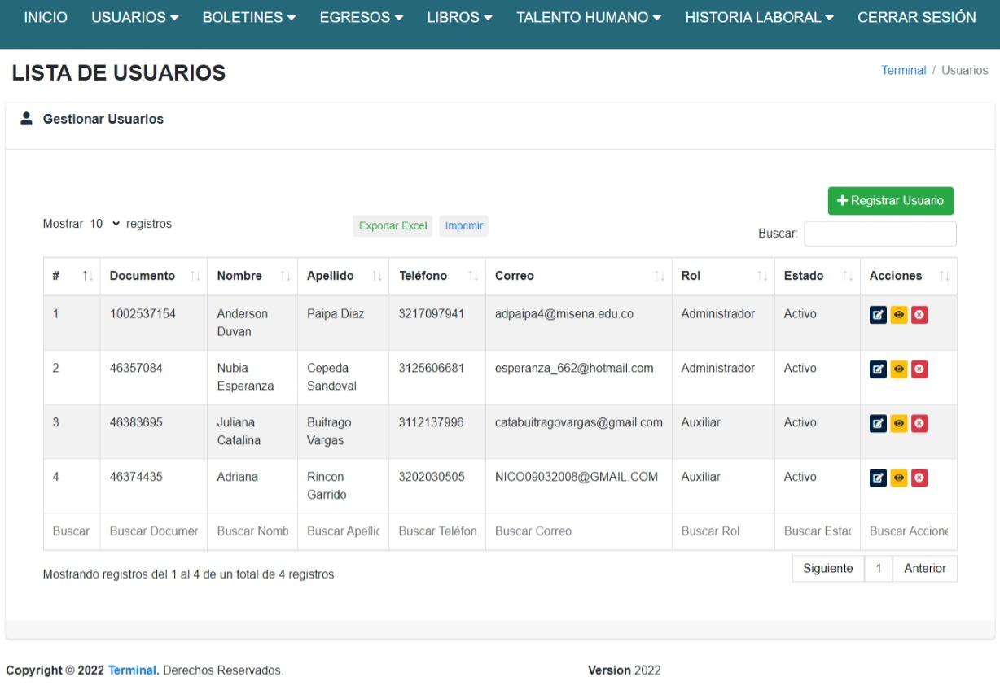 INICIO USUARIOS BOLETINES EGRESOS LIBROS TALENTO HUMANO HISTORIA LABORAL CERRAR SESIÓN
LISTA DE USUARIOS
Terminal / Usuarios
Gestionar Usuarios
Registrar Usuario
Mostrar 10 registros
Exportar Excel Imprimir
Buscar:
# Documento Nombre Apellido Teléfono Correo Rol Estado Acciones
1 1002537154 Anderson Paipa Diaz 3217097941 adpaipa4@misena.edu.co Administrador Activo
Duvan
2 46357084 Nubia Cepeda 3125606681 esperanza_662@hotmail.com Administrador Activo
Esperanza Sandoval
3 46383695 Juliana Buitrago 3112137996 catabuitragovargas@gmail.com Auxiliar Activo
Catalina Vargas
4 46374435 Adriana Rincon 3202030505 NICO09032008@GMAIL.COM Auxiliar Activo
Garrido
Buscar Buscar Documer Buscar Nomb Buscar Apellic Buscar Teléfon Buscar Correo Buscar Rol Buscar Estac Buscar Accione
Mostrando registros del 1 al 4 de un total de 4 registros
Siguiente 1 Anterior
Copyright © 2022 Terminal. Derechos Reservados.
Version 2022